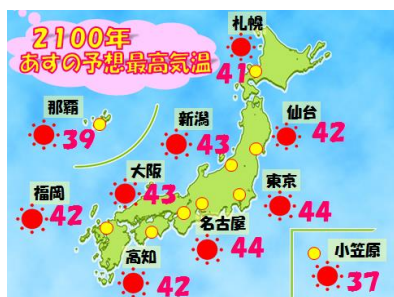 2100年
あすの予想最高気温
札幌
41
那覇
39
新潟
43
仙台
42
大阪
43
福岡
42
東京
44
名古屋
44
高知
42
小笠原
37